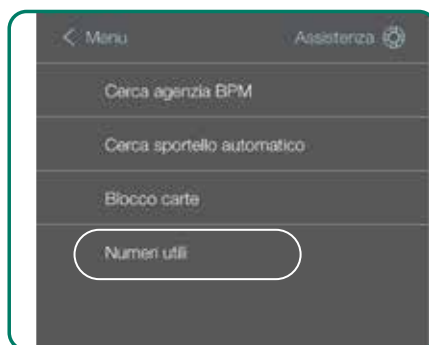 Menu
Assistenza
Cerca agenzia BPM
Cerca sportello automatico
Blocco carte
Numeri utili